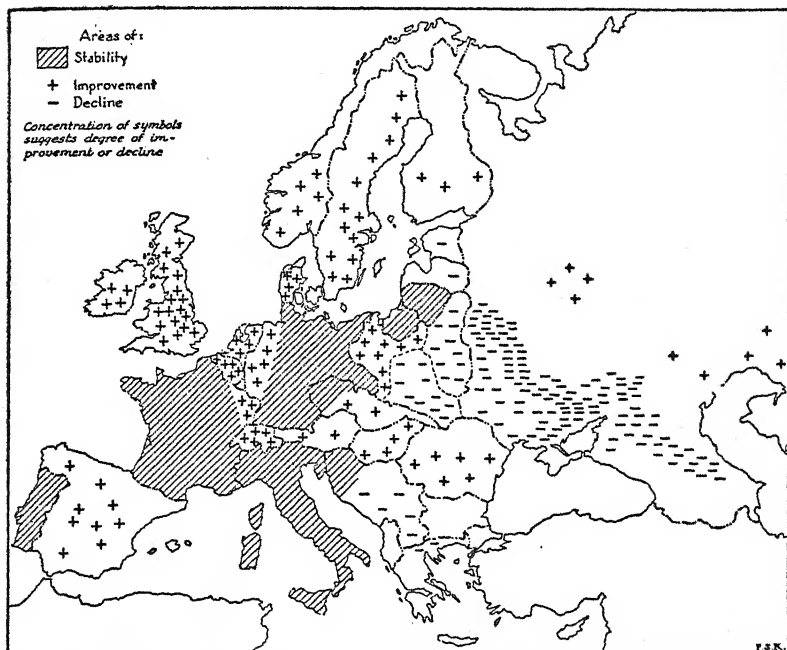 Areas of:
Stability
+ Improvement
- Decline
Concentration of symbols
suggests degree of im-
provement or decline
P.S.K.